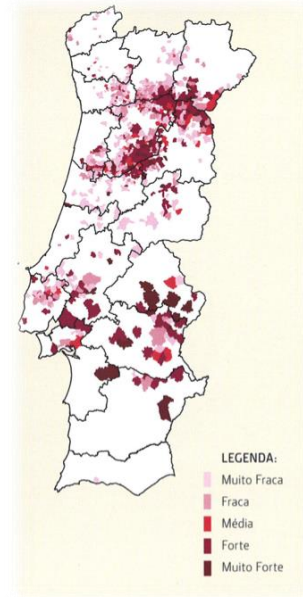 LEGENDA:
Muito Fraca
Fraca
Média
Forte
Muito Forte